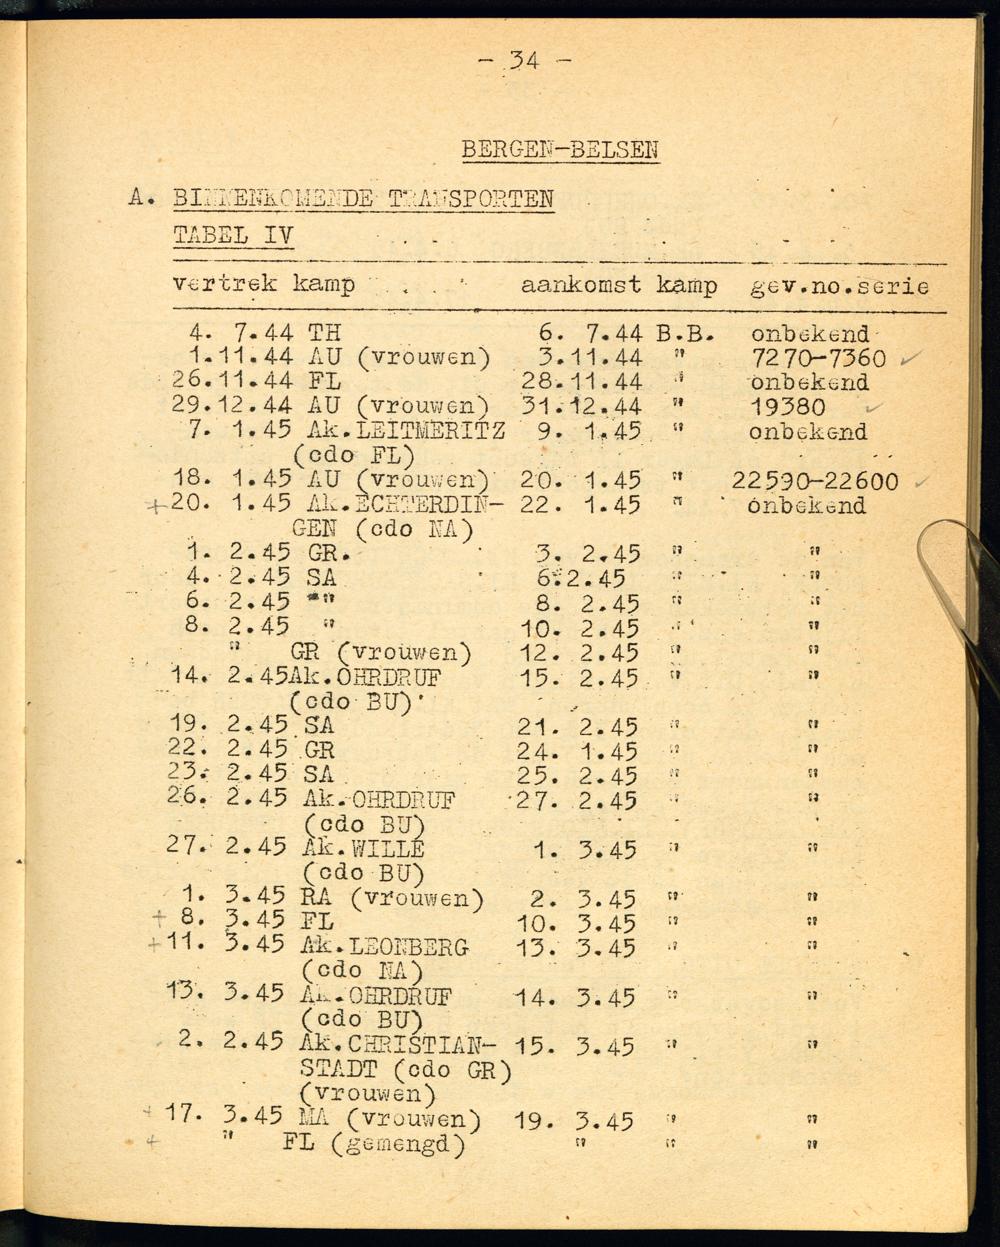 - 34 -
BERGEN-BELSEN
A. BINNENKOMENDE TRANSPORTEN
TABEL IV
vertrek kamp aankomst kamp gev.no.serie
4. 7.44 TH 6. 7.44 B.B. onbekend
1.11.44 AU (vrouwen) 3.11.44 " 7270-7360 ✓
26.11.44 FL 28.11.44 " onbekend
29.12.44 AU (vrouwen) 31.12.44 " 19380 ✓
7. 1.45 Ak.LEITMERITZ 9. 1.45 " onbekend
(cdo FL)
18. 1.45 AU (vrouwen) 20. 1.45 " 22590-22600 ✓
+20. 1.45 Ak.ECHTERDIN- 22. 1.45 " onbekend
GEN (cdo NA)
1. 2.45 GR. 3. 2.45 " "
4. 2.45 SA 6.2.45 " "
6. 2.45 "" 8. 2.45 " "
8. 2.45 " 10. 2.45 " "
" GR (vrouwen) 12. 2.45 " "
14. 2.45Ak.OHRDRUF 15. 2.45 " "
(cdo BU)
19. 2.45 SA 21. 2.45 " "
22. 2.45 GR 24. 1.45 " "
23. 2.45 SA 25. 2.45 " "
26. 2.45 Ak.OHRDRUF 27. 2.45 " "
(cdo BU)
27. 2.45 Ak.WILLE 1. 3.45 " "
(cdo BU)
1. 3.45 RA (vrouwen) 2. 3.45 " "
+ 8. 3.45 FL 10. 3.45 " "
+11. 3.45 Ak.LEONBERG 13. 3.45 " "
(cdo NA)
13. 3.45 Ak.OHRDRUF 14. 3.45 " "
(cdo BU)
2. 2.45 Ak.CHRISTIAN- 15. 3.45 " "
STADT (cdo GR)
(vrouwen)
+ 17. 3.45 MA (vrouwen) 19. 3.45 " "
+ " FL (gemengd) " " "